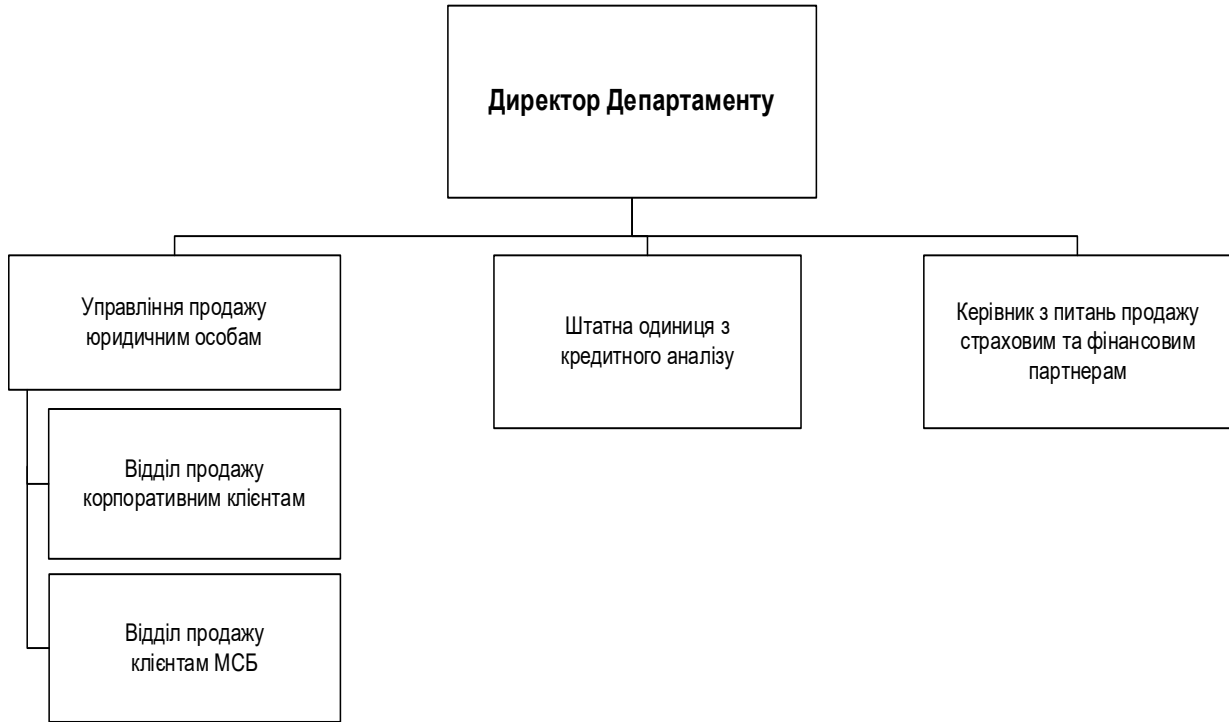 Директор Департаменту
Управління продажу
юридичним особам
Штатна одиниця з
кредитного аналізу
Керівник з питань продажу
страховим та фінансовим
партнерам
Відділ продажу
корпоративним клієнтам
Відділ продажу
клієнтам МСБ